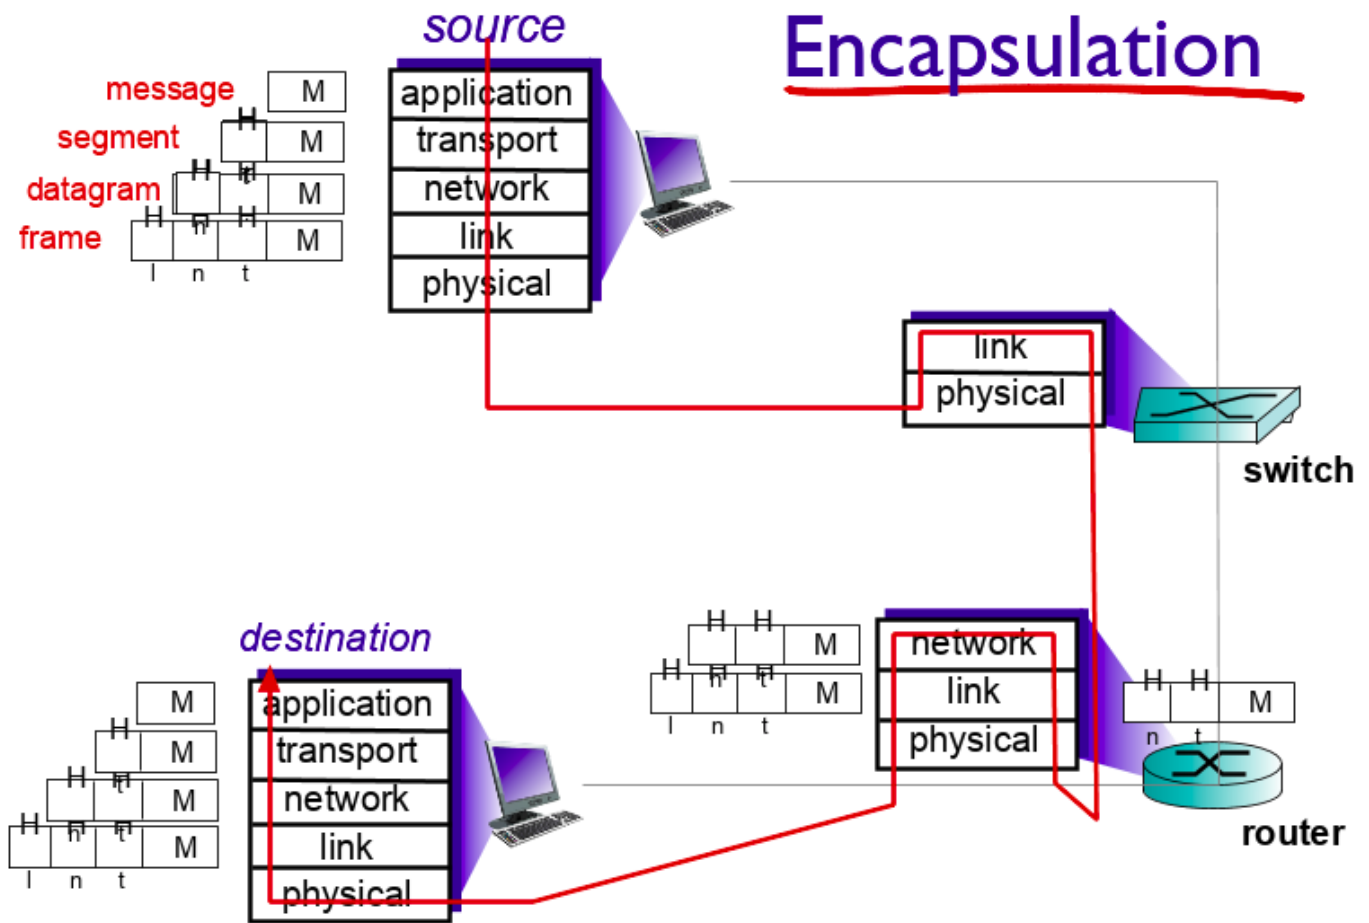 source
Encapsulation
message M
application
H
segment M
transport
H H
t
datagram M
network
H n H
frame M
link
l n t
physical
link
physical
switch
destination
H H
M
network
H H H
n t
M
link
l n t
physical
H H
M
n t
router
M
application
H
M
transport
H H
t
M
network
H H H
n t
M
link
l n t
physical